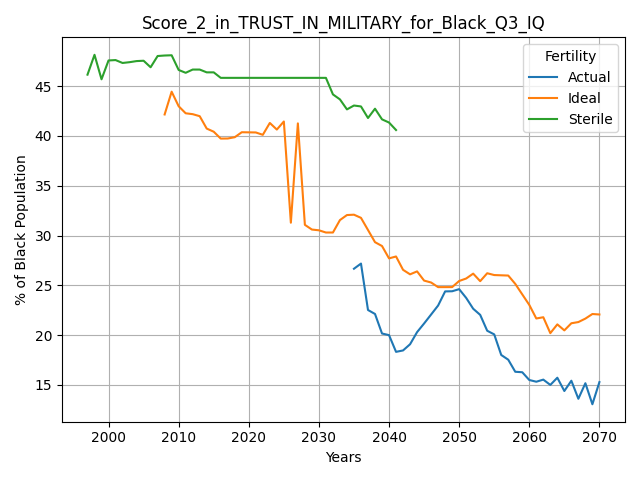 Score_2_in_TRUST_IN_MILITARY_for_Black_Q3_IQ
Fertility
Actual
Ideal
Sterile
% of Black Population
45
40
35
30
25
20
15
2000
2010
2020
2030
2040
2050
2060
2070
Years